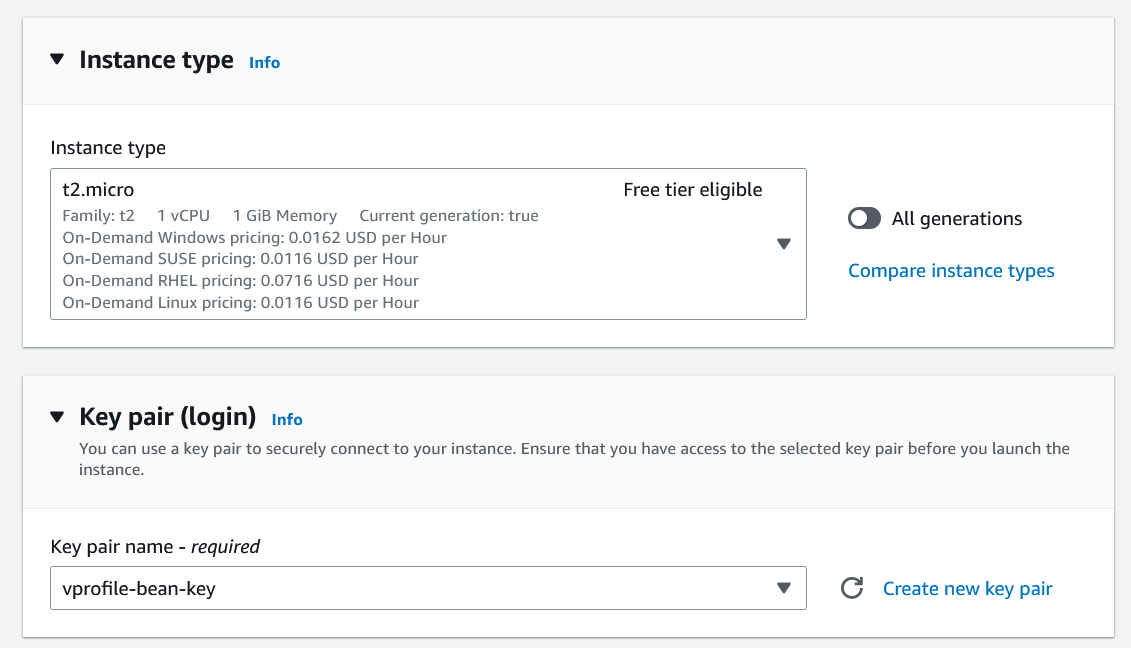 Instance type Info
Instance type
t2.micro Free tier eligible
Family: t2 1 vCPU 1 GiB Memory Current generation: true
On-Demand Windows pricing: 0.0162 USD per Hour
On-Demand SUSE pricing: 0.0116 USD per Hour
On-Demand RHEL pricing: 0.0716 USD per Hour
On-Demand Linux pricing: 0.0116 USD per Hour
All generations
Compare instance types
Key pair (login) Info
You can use a key pair to securely connect to your instance. Ensure that you have access to the selected key pair before you launch the
instance.
Key pair name - required
vprofile-bean-key
Create new key pair